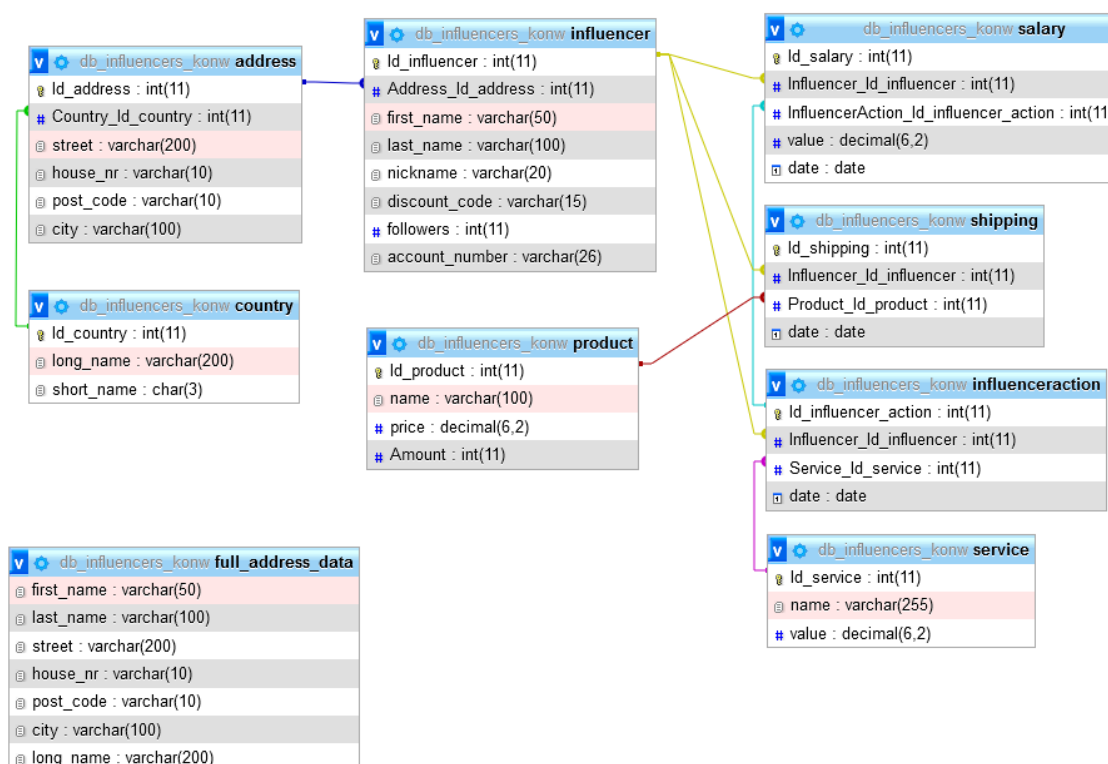 db_influencers_konw address
Id_address : int(11)
Country_Id_country : int(11)
street : varchar(200)
house_nr : varchar(10)
post_code : varchar(10)
city : varchar(100)
db_influencers_konw country
Id_country : int(11)
long_name : varchar(200)
short_name : char(3)
db_influencers_konw influencer
Id_influencer : int(11)
Address_Id_address : int(11)
first_name : varchar(50)
last_name : varchar(100)
nickname : varchar(20)
discount_code : varchar(15)
followers : int(11)
account_number : varchar(26)
db_influencers_konw product
Id_product : int(11)
name : varchar(100)
price : decimal(6,2)
Amount : int(11)
db_influencers_konw salary
Id_salary : int(11)
Influencer_Id_influencer : int(11)
InfluencerAction_Id_influencer_action : int(11
value : decimal(6,2)
date : date
db_influencers_konw shipping
Id_shipping : int(11)
Influencer_Id_influencer : int(11)
Product_Id_product : int(11)
date : date
db_influencers_konw influenceraction
Id_influencer_action : int(11)
Influencer_Id_influencer : int(11)
Service_Id_service : int(11)
date : date
db_influencers_konw service
Id_service : int(11)
name : varchar(255)
value : decimal(6,2)
db_influencers_konw full_address_data
first_name : varchar(50)
last_name : varchar(100)
street : varchar(200)
house_nr : varchar(10)
post_code : varchar(10)
city : varchar(100)
long_name : varchar(200)